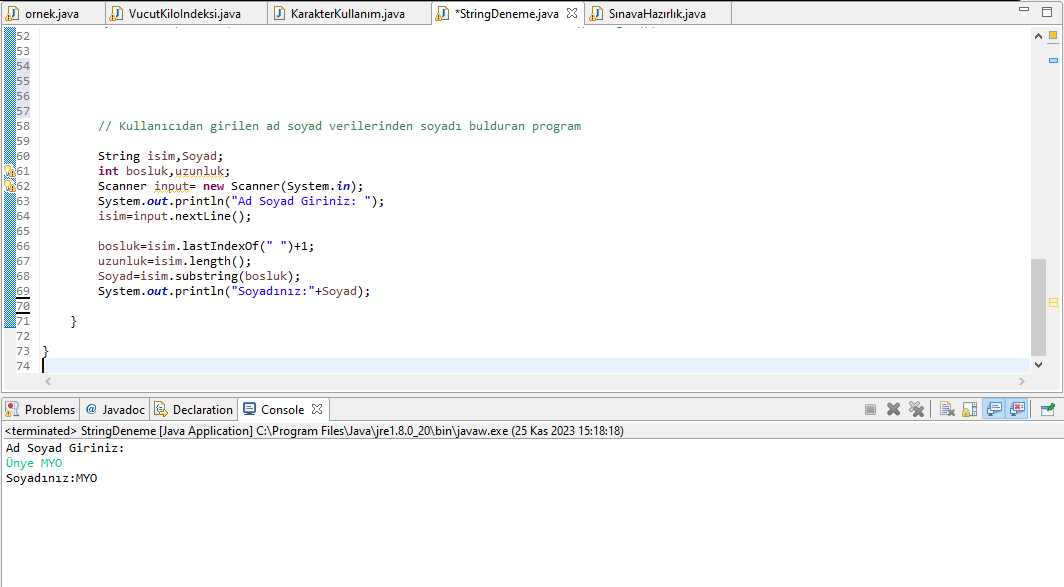 ornek.java VucutKiloIndeksi.java KarakterKullanım.java *StringDeneme.java SınavaHazırlık.java
52
53
54
55
56
57
58 // Kullanıcıdan girilen ad soyad verilerinden soyadı bulduran program
59
60 String isim,Soyad;
61 int bosluk,uzunluk;
62 Scanner input= new Scanner(System.in);
63 System.out.println("Ad Soyad Giriniz: ");
64 isim=input.nextLine();
65
66 bosluk=isim.lastIndexOf(" ")+1;
67 uzunluk=isim.length();
68 Soyad=isim.substring(bosluk);
69 System.out.println("Soyadınız:"+Soyad);
70
71 }
72
73 }
74
Problems @ Javadoc Declaration Console
<terminated> StringDeneme [Java Application] C:\Program Files\Java\jre1.8.0_20\bin\javaw.exe (25 Kas 2023 15:18:18)
Ad Soyad Giriniz:
Ünye MYO
Soyadınız:MYO